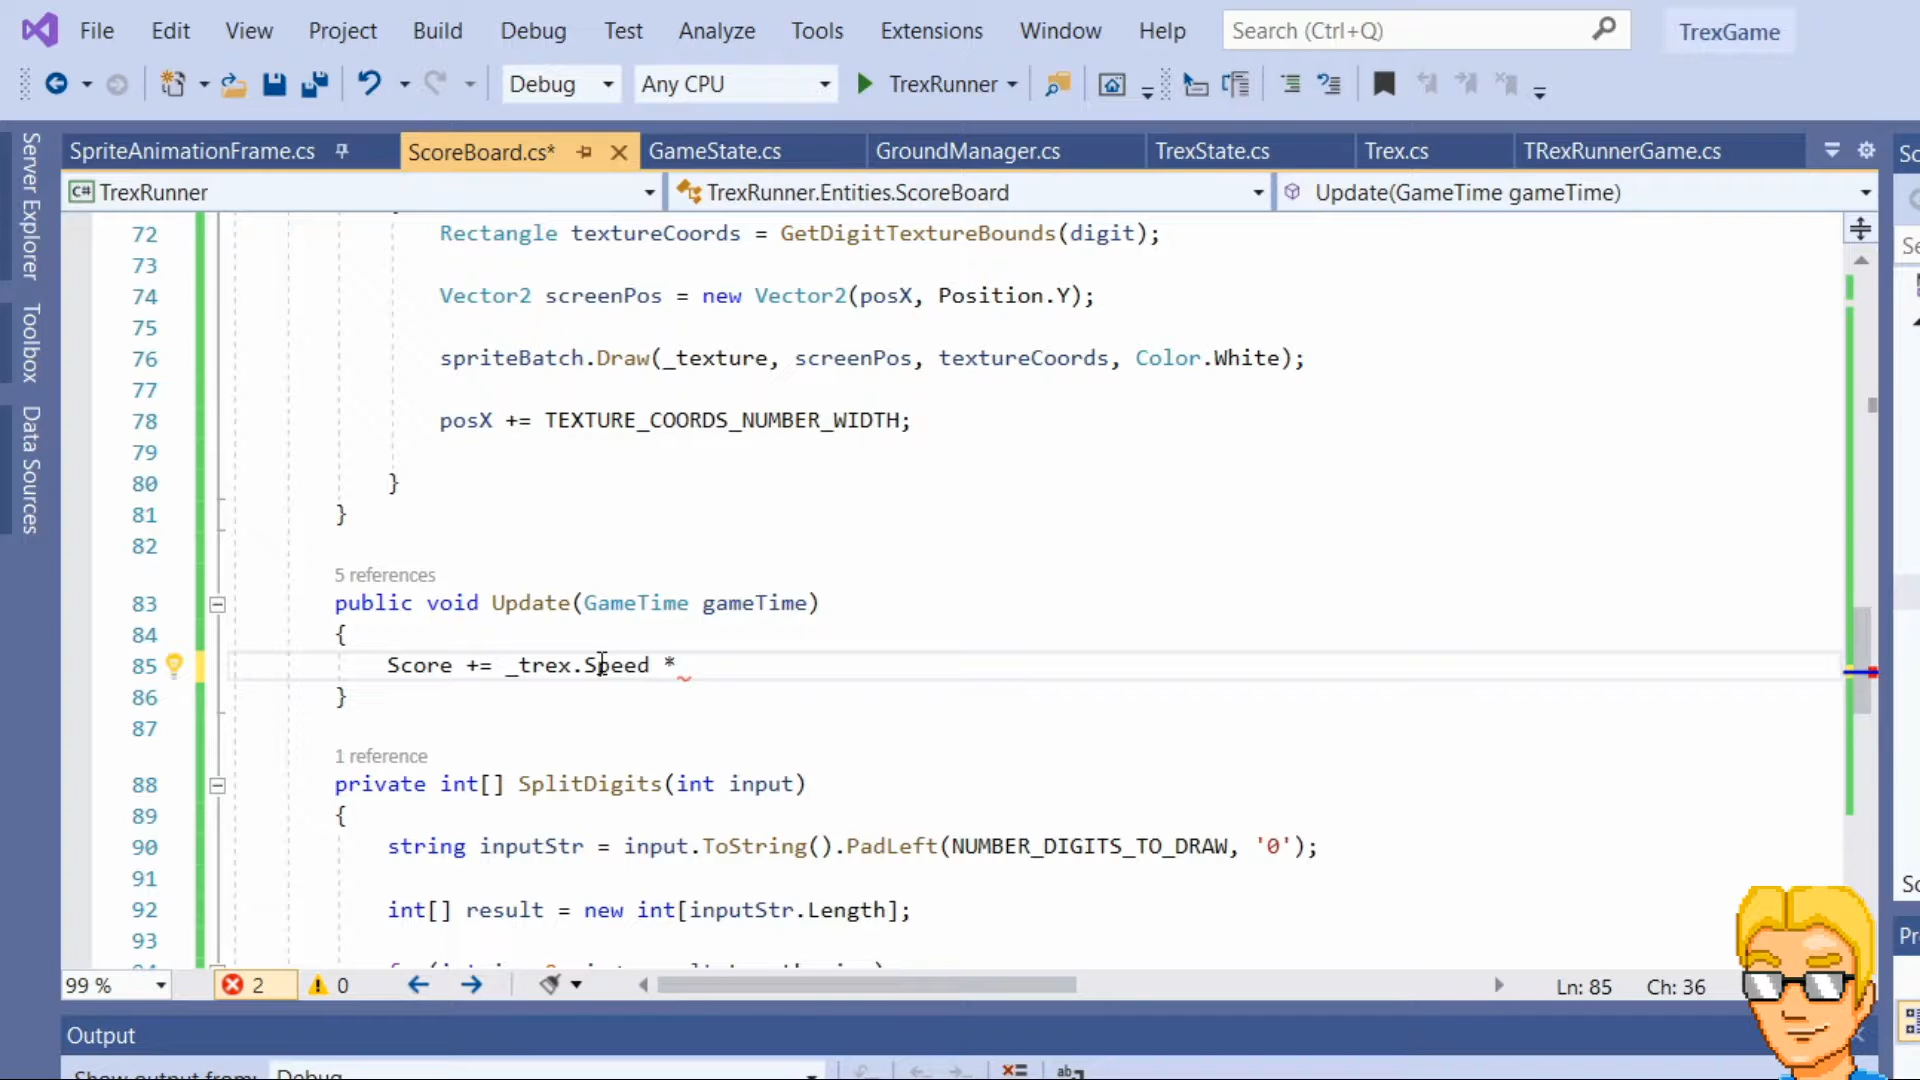 File Edit View Project Build Debug Test Analyze Tools Extensions Window Help Search (Ctrl+Q) TrexGame
Debug Any CPU TrexRunner
SpriteAnimationFrame.cs ScoreBoard.cs* GameState.cs GroundManager.cs TrexState.cs Trex.cs TRexRunnerGame.cs
C# TrexRunner TrexRunner.Entities.ScoreBoard Update(GameTime gameTime)
Server Explorer
Toolbox
Data Sources
72 Rectangle textureCoords = GetDigitTextureBounds(digit);
73
74 Vector2 screenPos = new Vector2(posX, Position.Y);
75
76 spriteBatch.Draw(_texture, screenPos, textureCoords, Color.White);
77
78 posX += TEXTURE_COORDS_NUMBER_WIDTH;
79
80 }
81 }
82
5 references
83 public void Update(GameTime gameTime)
84 {
85 Score += _trex.Speed *
86 }
87
1 reference
88 private int[] SplitDigits(int input)
89 {
90 string inputStr = input.ToString().PadLeft(NUMBER_DIGITS_TO_DRAW, '0');
91
92 int[] result = new int[inputStr.Length];
93
99 % 2 0 Ln: 85 Ch: 36
Output
Show output from: Debug